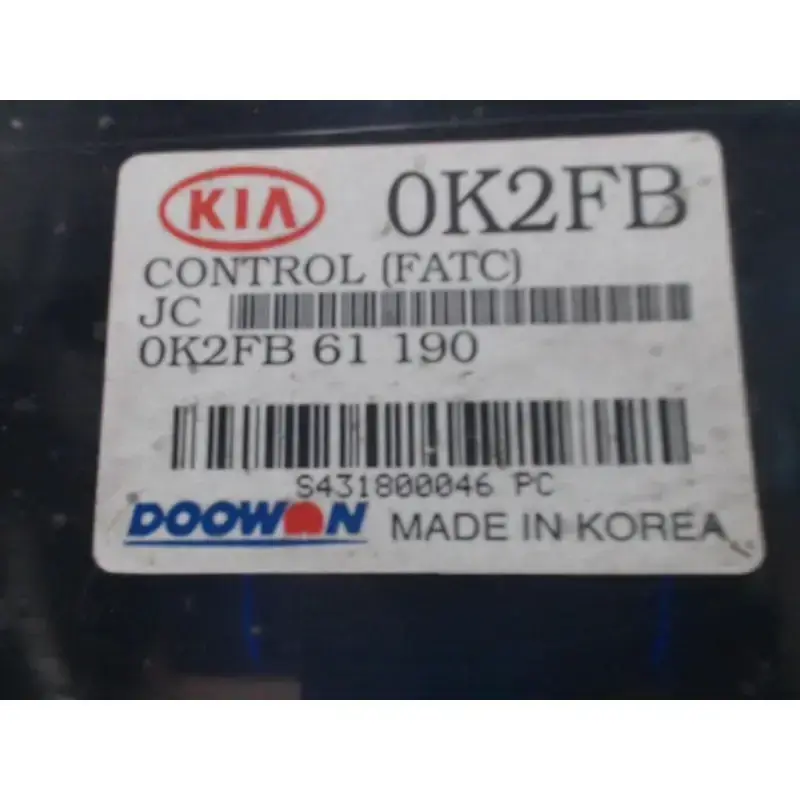 KIA 0K2FB
CONTROL (FATC)
JC
0K2FB 61 190
S431800046 PC
DOOWON MADE IN KOREA